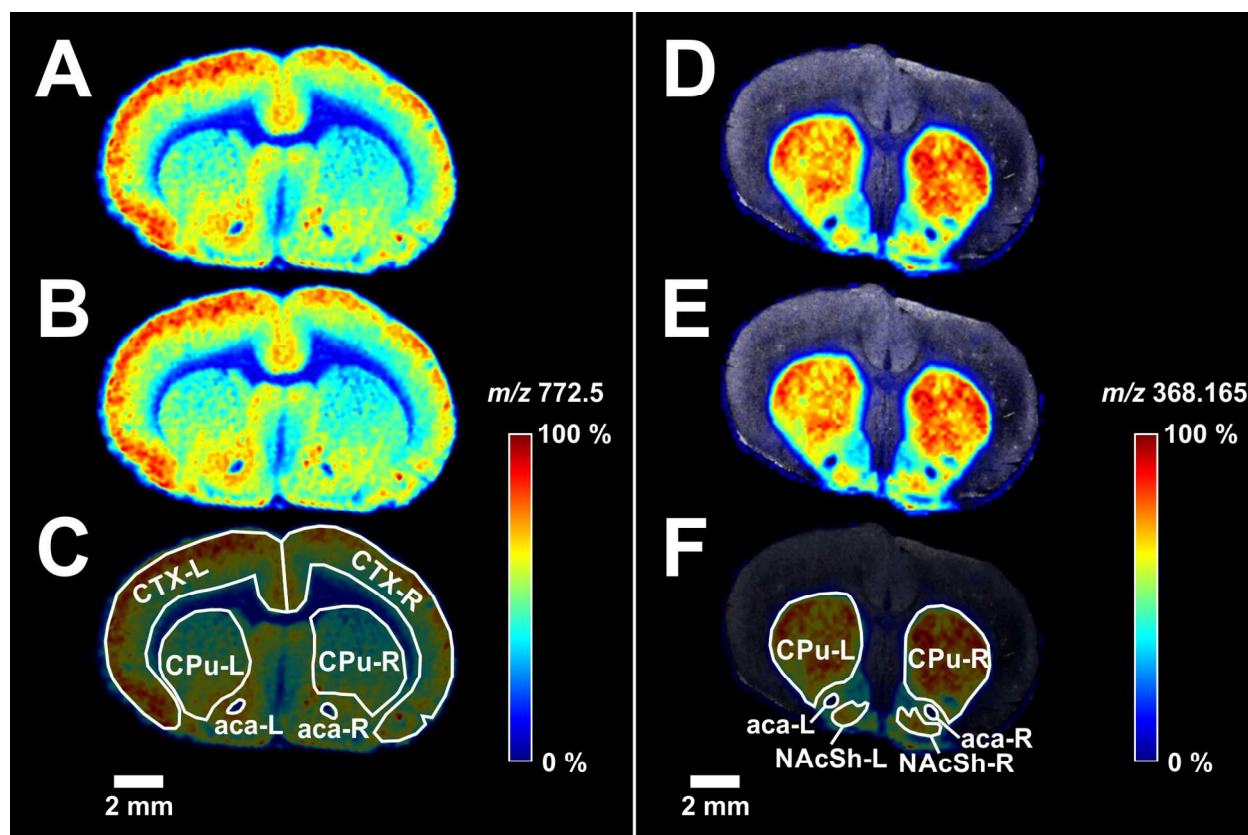 A
B
m/z 772.5
100 %
C
CTX-L
CTX-R
CPu-L
CPu-R
aca-L
aca-R
0 %
2 mm
D
E
m/z 368.165
100 %
F
CPu-L
CPu-R
aca-L
aca-R
NAcSh-L
NAcSh-R
0 %
2 mm